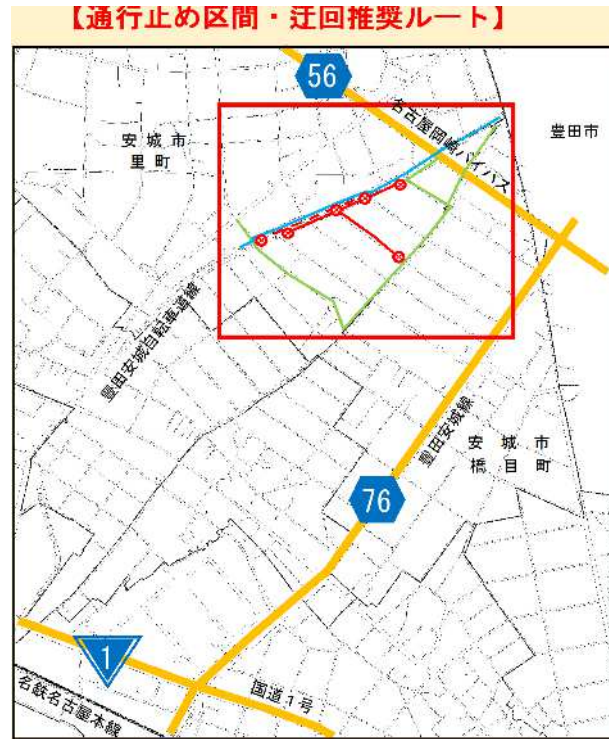 【通行止め区間・迂回推奨ルート】
56
名古屋岡崎バイパス
豊田市
安城市
里町
豊田安城自転車道線
豊田安城線
安城市
橋目町
76
1
国道1号
名鉄名古屋本線